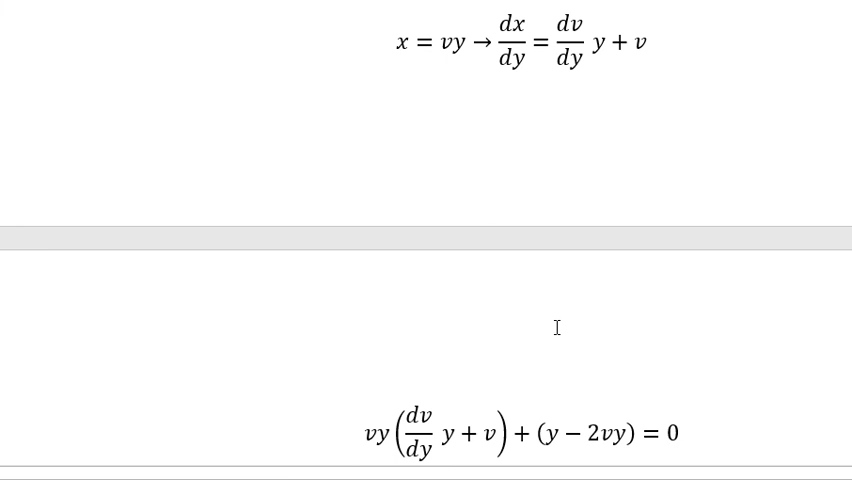 x = vy → dx/dy = dv/dy y + v
vy(dv/dy y + v) + (y − 2vy) = 0